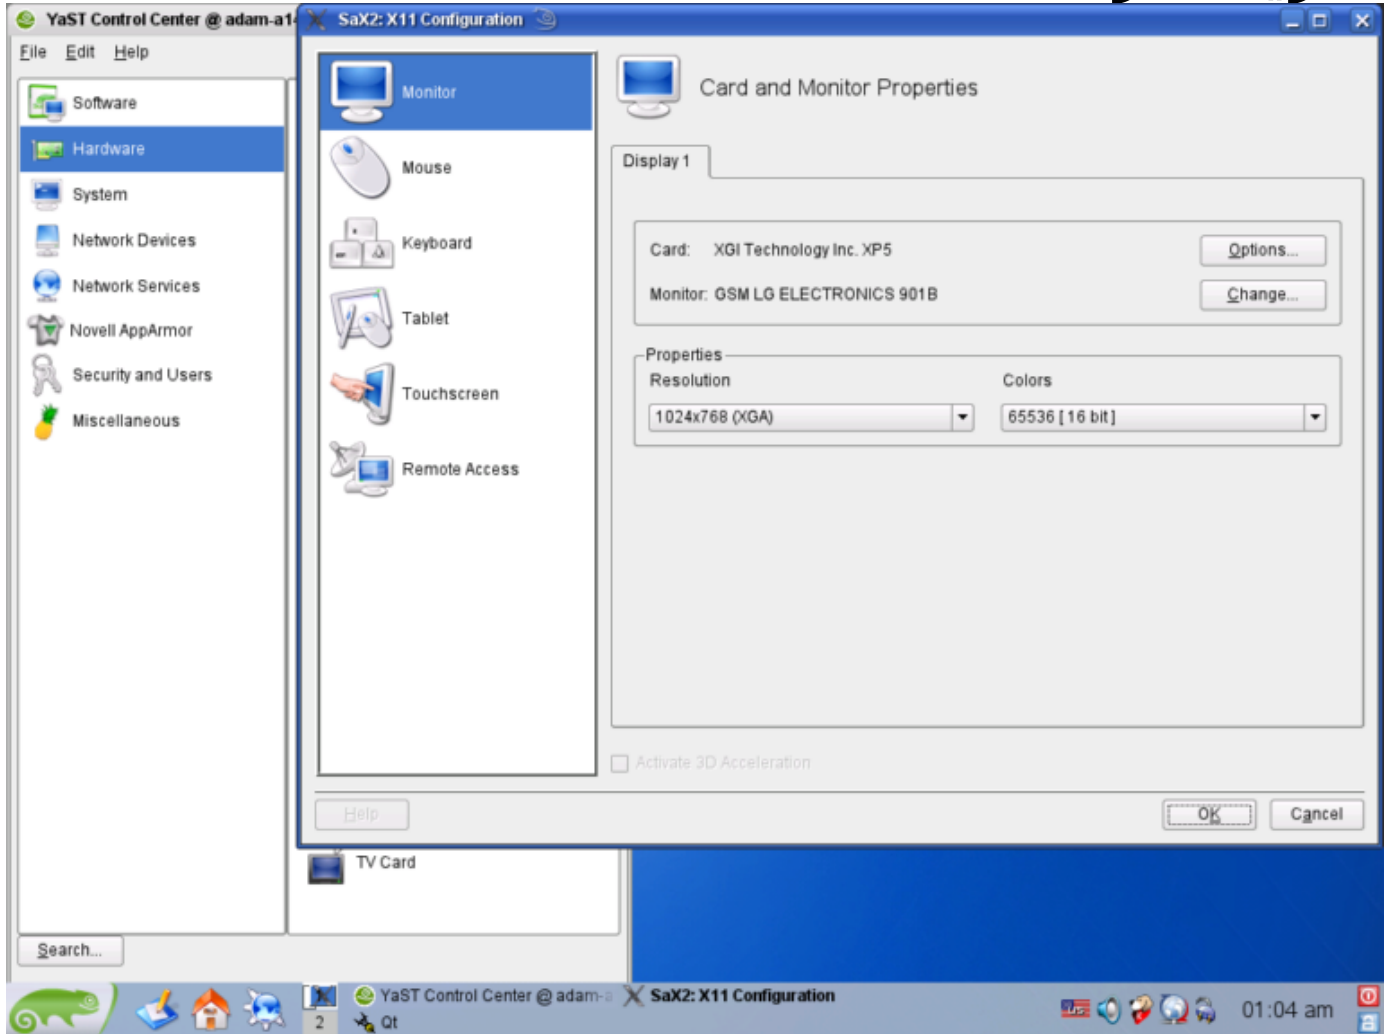 YaST Control Center @ adam-a1
SaX2: X11 Configuration
File Edit Help
Software
Hardware
System
Network Devices
Network Services
Novell AppArmor
Security and Users
Miscellaneous
Search...
Monitor
Mouse
Keyboard
Tablet
Touchscreen
Remote Access
Card and Monitor Properties
Display 1
Card: XGI Technology Inc. XP5
Options...
Monitor: GSM LG ELECTRONICS 901B
Change...
Properties
Resolution Colors
1024x768 (XGA) 65536 [ 16 bit ]
Activate 3D Acceleration
Help
OK Cancel
TV Card
2
YaST Control Center @ adam-a
Qt
SaX2: X11 Configuration
US
01:04 am